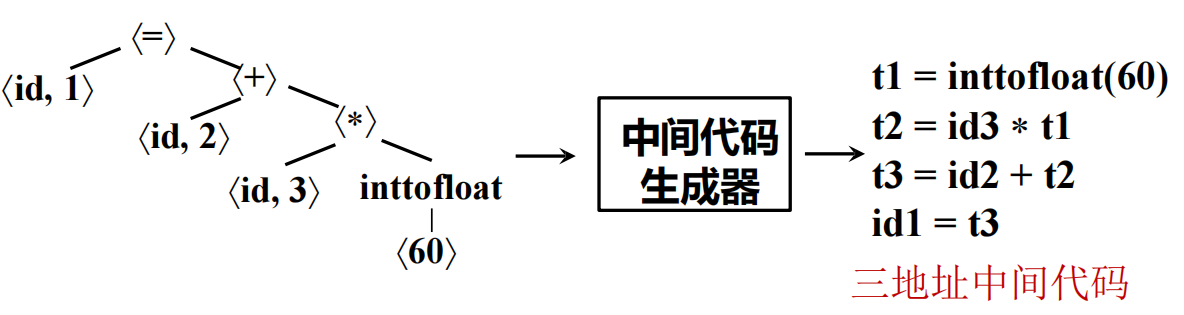 ⟨=⟩
⟨id, 1⟩
⟨+⟩
⟨id, 2⟩
⟨*⟩
⟨id, 3⟩
inttofloat
⟨60⟩
中间代码
生成器
t1 = inttofloat(60)
t2 = id3 * t1
t3 = id2 + t2
id1 = t3
三地址中间代码